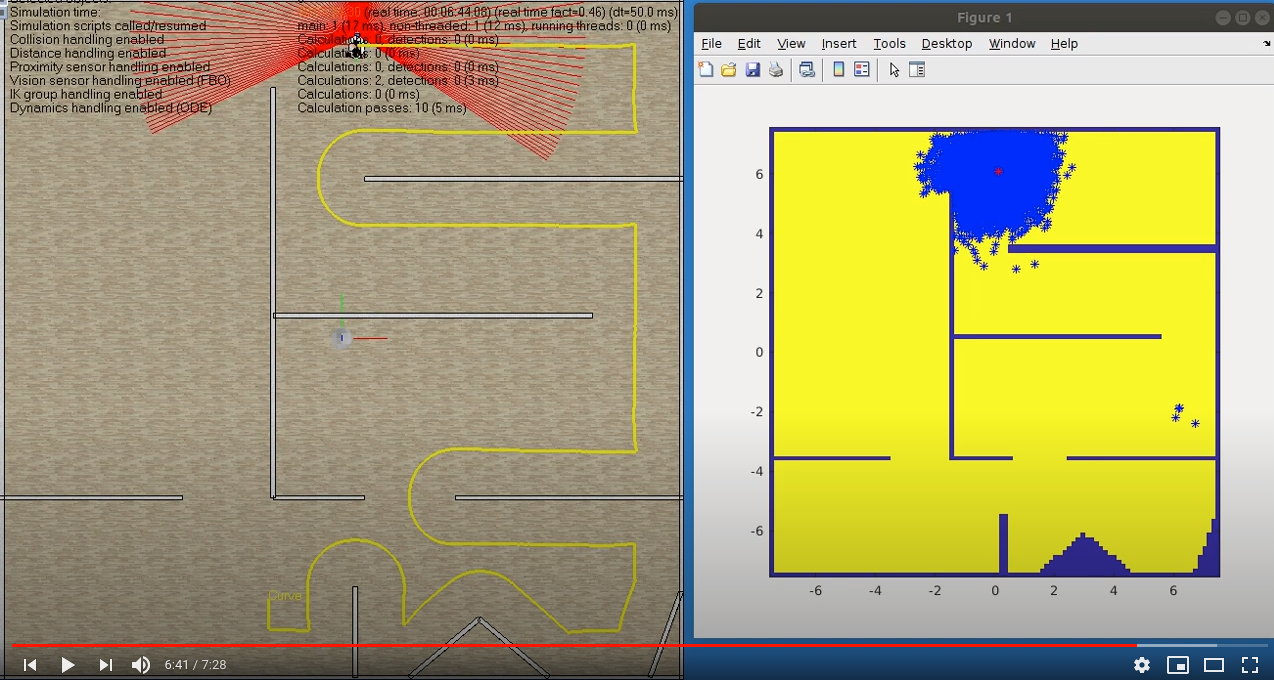 Selected objects: 0
Simulation time: (real time: 00:06:44.08) (real time fact=0.46) (dt=50.0 ms)
Simulation scripts called/resumed main: 1 (17 ms), non-threaded: 1 (12 ms), running threads: 0 (0 ms)
Collision handling enabled Calculations: 0, detections: 0 (0 ms)
Distance handling enabled Calculations: 0 (0 ms)
Proximity sensor handling enabled Calculations: 0, detections: 0 (0 ms)
Vision sensor handling enabled (FBO) Calculations: 2, detections: 0 (3 ms)
IK group handling enabled Calculations: 0 (0 ms)
Dynamics handling enabled (ODE) Calculation passes: 10 (5 ms)
Curve
Figure 1
File Edit View Insert Tools Desktop Window Help
6
4
2
0
-2
-4
-6
-6 -4 -2 0 2 4 6
6:41 / 7:28